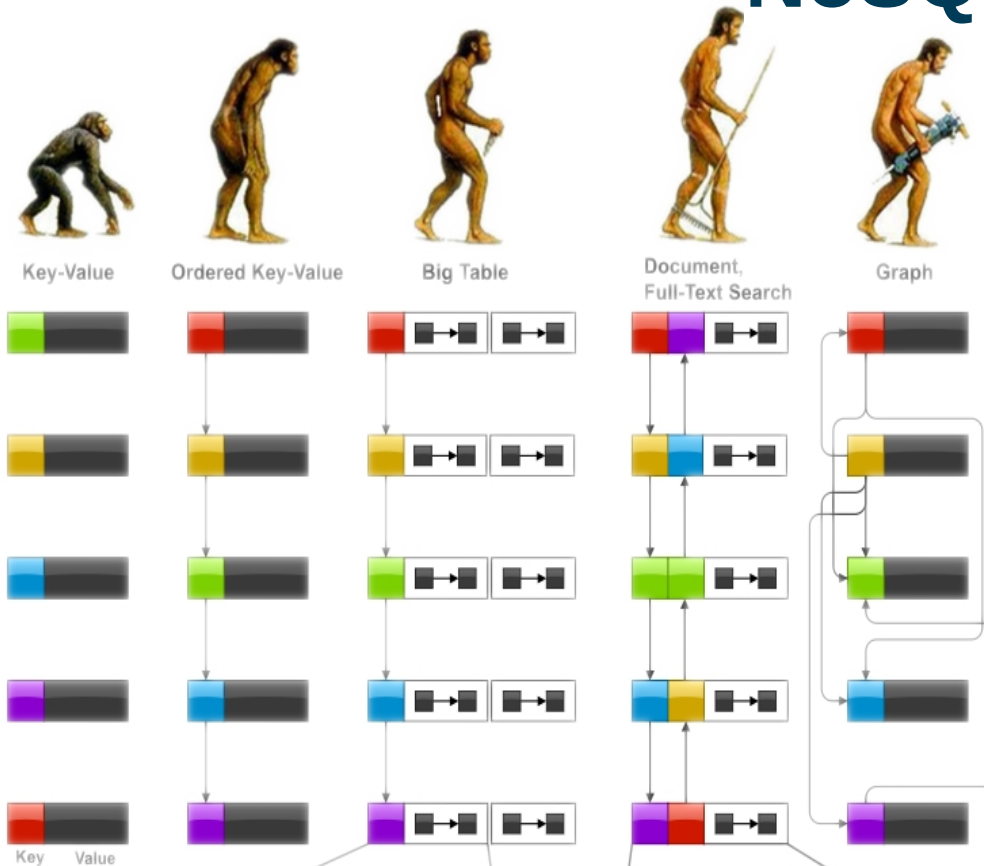 Key-Value
Ordered Key-Value
Big Table
Document,
Full-Text Search
Graph
Key
Value